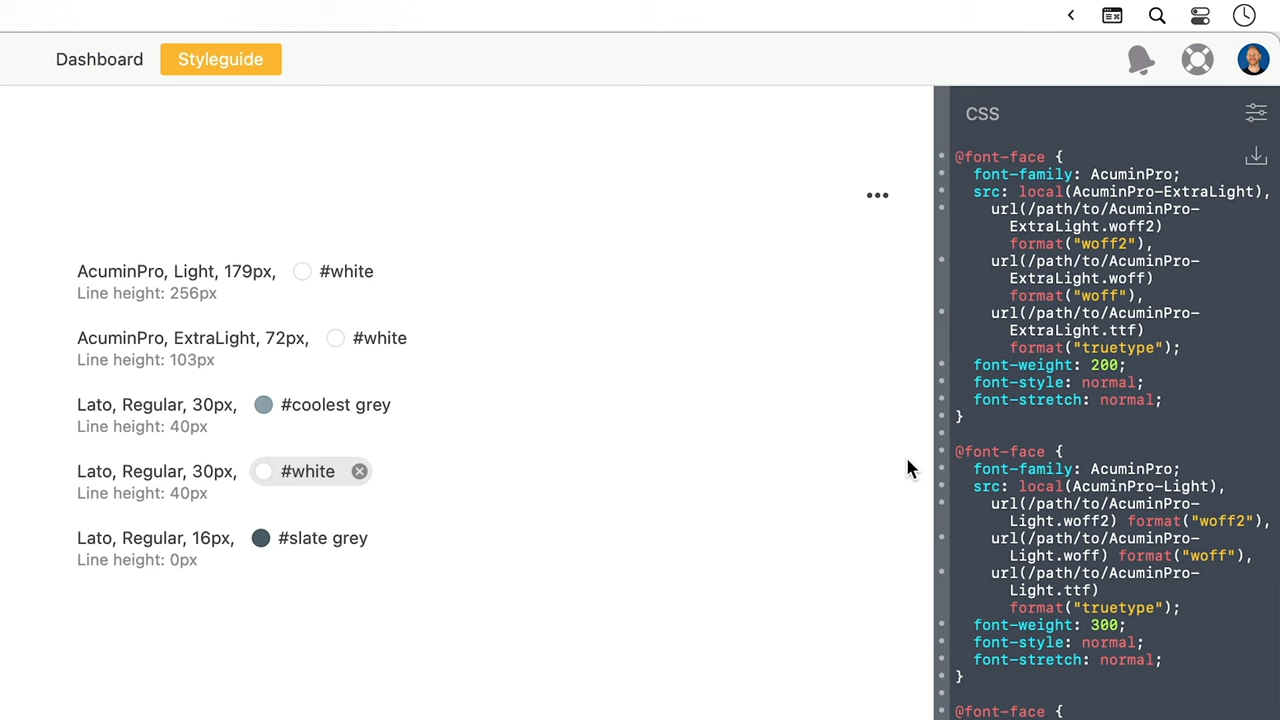 Dashboard
Styleguide
CSS
AcuminPro, Light, 179px, #white
Line height: 256px
AcuminPro, ExtraLight, 72px, #white
Line height: 103px
Lato, Regular, 30px, #coolest grey
Line height: 40px
Lato, Regular, 30px, #white
Line height: 40px
Lato, Regular, 16px, #slate grey
Line height: 0px
@font-face {
font-family: AcuminPro;
src: local(AcuminPro-ExtraLight),
url(/path/to/AcuminPro-
ExtraLight.woff2)
format("woff2"),
url(/path/to/AcuminPro-
ExtraLight.woff)
format("woff"),
url(/path/to/AcuminPro-
ExtraLight.ttf)
format("truetype");
font-weight: 200;
font-style: normal;
font-stretch: normal;
}
@font-face {
font-family: AcuminPro;
src: local(AcuminPro-Light),
url(/path/to/AcuminPro-
Light.woff2) format("woff2"),
url(/path/to/AcuminPro-
Light.woff) format("woff"),
url(/path/to/AcuminPro-
Light.ttf)
format("truetype");
font-weight: 300;
font-style: normal;
font-stretch: normal;
}
@font-face {